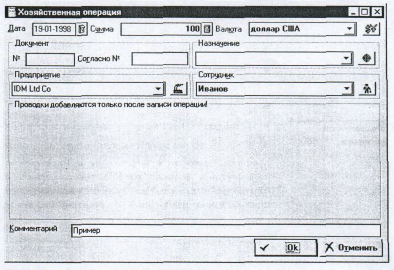 Хозяйственная операция
Дата 19-01-1998 Сумма 100 Валюта доллар США
Документ Назначение
№ Согласно №
Предприятие Сотрудник
IDM Ltd Co Иванов
Проводки добавляются только после записи операции!
Комментарий Пример
Ok Отменить